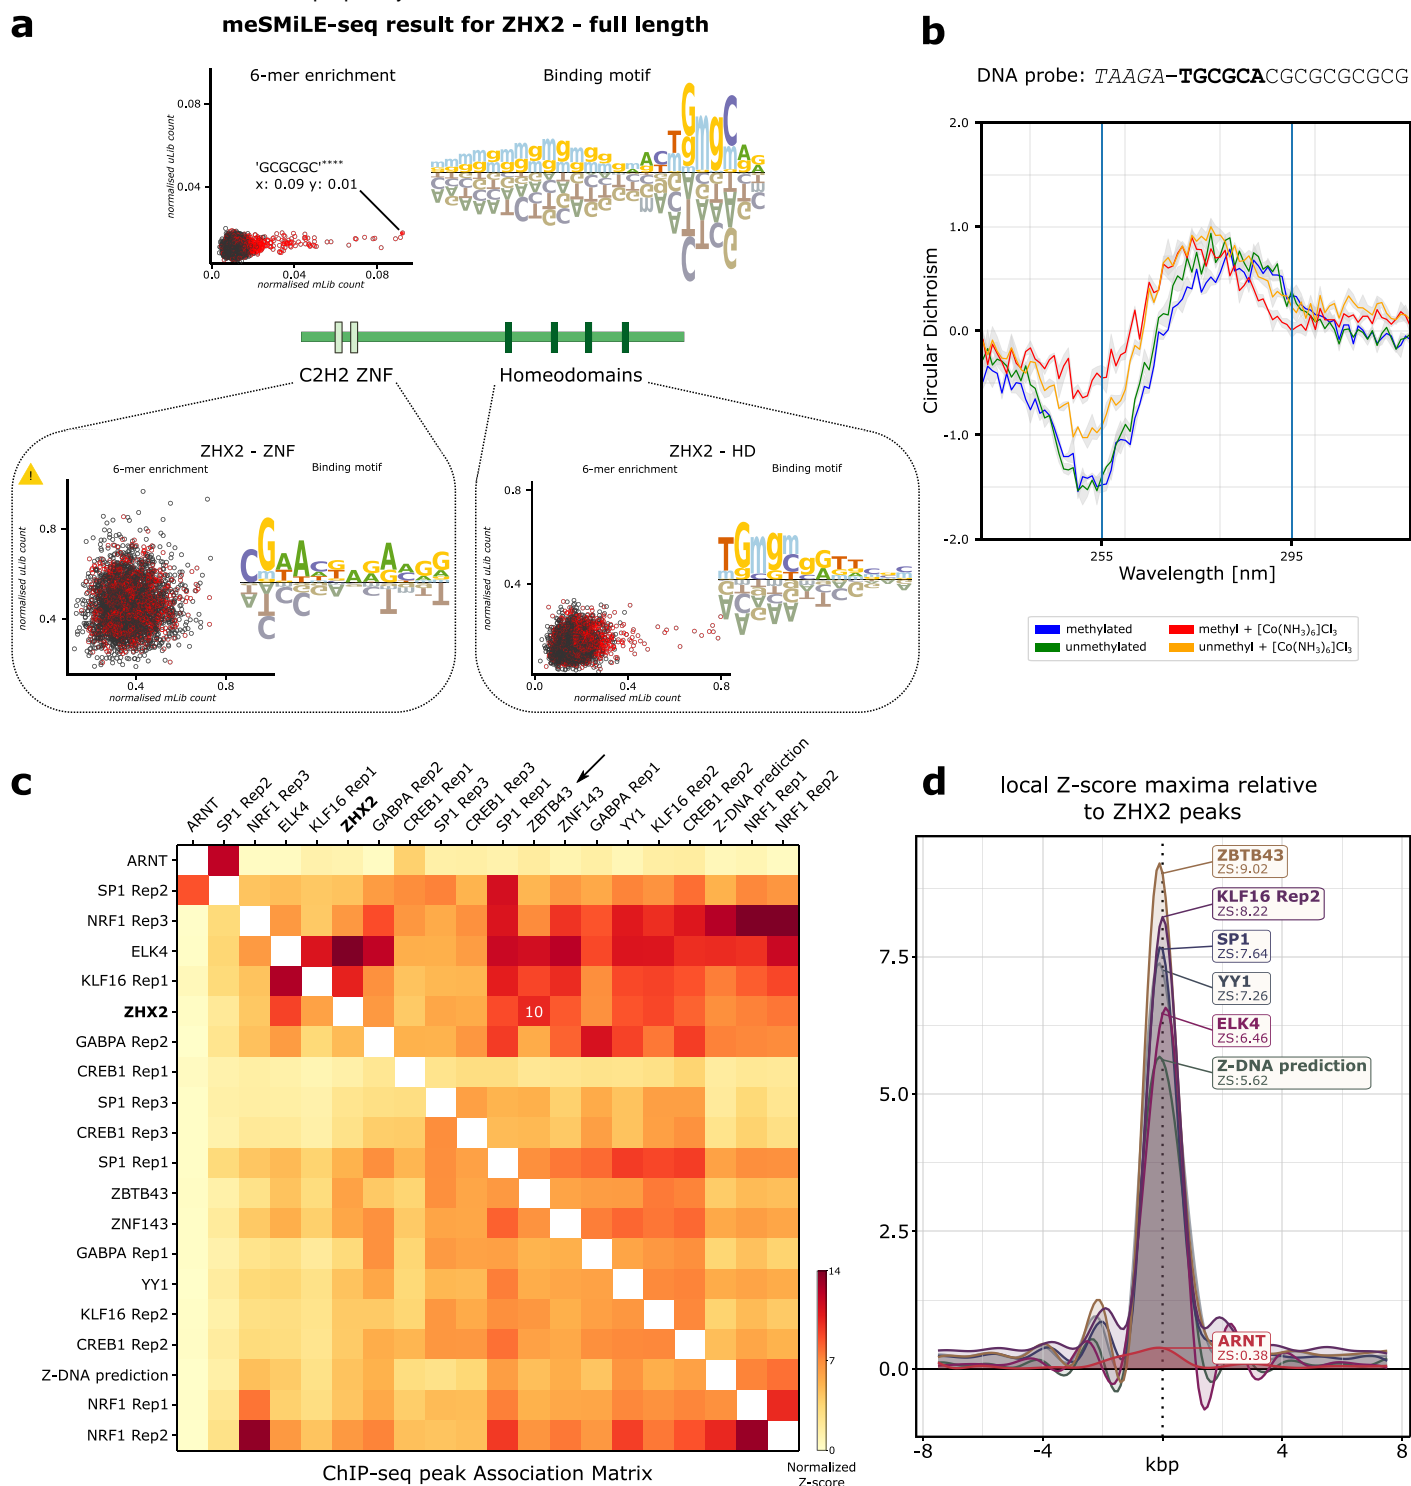 a
meSMiLE-seq result for ZHX2 - full length
6-mer enrichment
Binding motif
normalised uLib count
0.08
0.04
'GCGCGC'****
x: 0.09 y: 0.01
0.0
0.04
0.08
normalised mLib count
C2H2 ZNF
Homeodomains
ZHX2 - ZNF
6-mer enrichment
Binding motif
!
normalised uLib count
0.8
0.4
0.4
0.8
normalised mLib count
ZHX2 - HD
6-mer enrichment
Binding motif
normalised uLib count
0.8
0.4
0.0
0.4
0.8
normalised mLib count
b
DNA probe: TAAGA–TGCGCACGCGCGCGCG
Circular Dichroism
2.0
1.0
0.0
-1.0
-2.0
255
295
Wavelength [nm]
methylated
unmethylated
methyl + [Co(NH3)6]Cl3
unmethyl + [Co(NH3)6]Cl3
c
ARNT
SP1 Rep2
NRF1 Rep3
ELK4
KLF16 Rep1
ZHX2
GABPA Rep2
CREB1 Rep1
SP1 Rep3
CREB1 Rep3
SP1 Rep1
ZBTB43
ZNF143
GABPA Rep1
YY1
KLF16 Rep2
CREB1 Rep2
Z-DNA prediction
NRF1 Rep1
NRF1 Rep2
ARNT
SP1 Rep2
NRF1 Rep3
ELK4
KLF16 Rep1
ZHX2
10
GABPA Rep2
CREB1 Rep1
SP1 Rep3
CREB1 Rep3
SP1 Rep1
ZBTB43
ZNF143
GABPA Rep1
YY1
KLF16 Rep2
CREB1 Rep2
Z-DNA prediction
NRF1 Rep1
NRF1 Rep2
14
7
0
Normalized
Z-score
ChIP-seq peak Association Matrix
d
local Z-score maxima relative
to ZHX2 peaks
ZBTB43
ZS:9.02
KLF16 Rep2
ZS:8.22
SP1
ZS:7.64
YY1
ZS:7.26
ELK4
ZS:6.46
Z-DNA prediction
ZS:5.62
ARNT
ZS:0.38
7.5
5.0
2.5
0.0
-8
-4
0
4
8
kbp